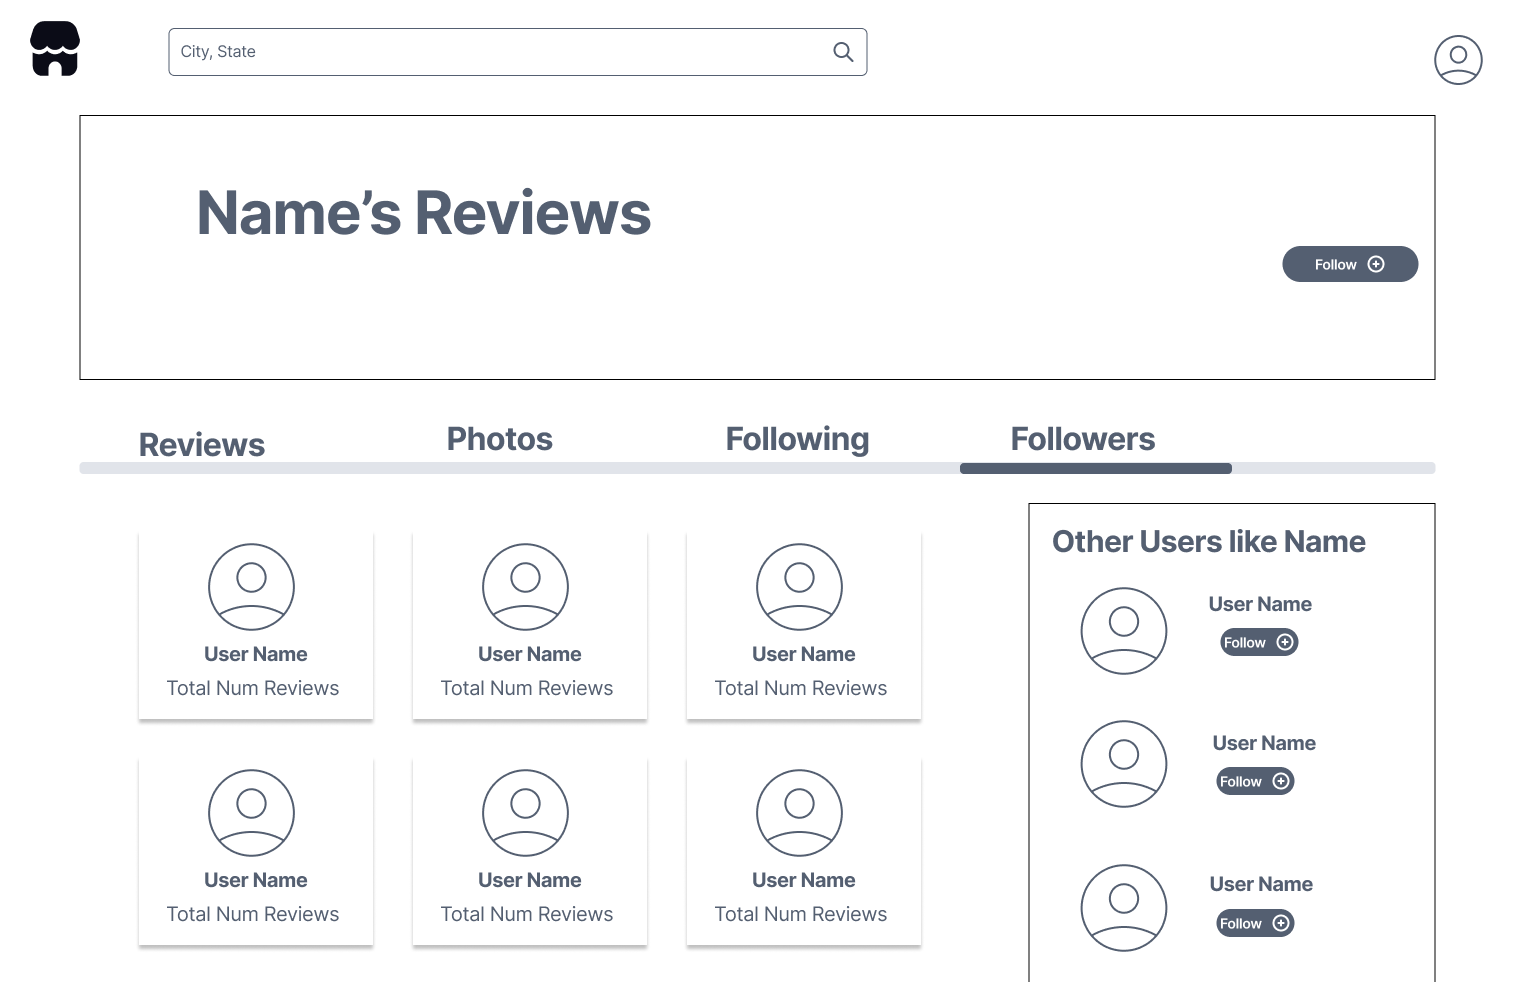 City, State
Name’s Reviews
Follow
Reviews
Photos
Following
Followers
User Name
Total Num Reviews
User Name
Total Num Reviews
User Name
Total Num Reviews
User Name
Total Num Reviews
User Name
Total Num Reviews
User Name
Total Num Reviews
Other Users like Name
User Name
Follow
User Name
Follow
User Name
Follow